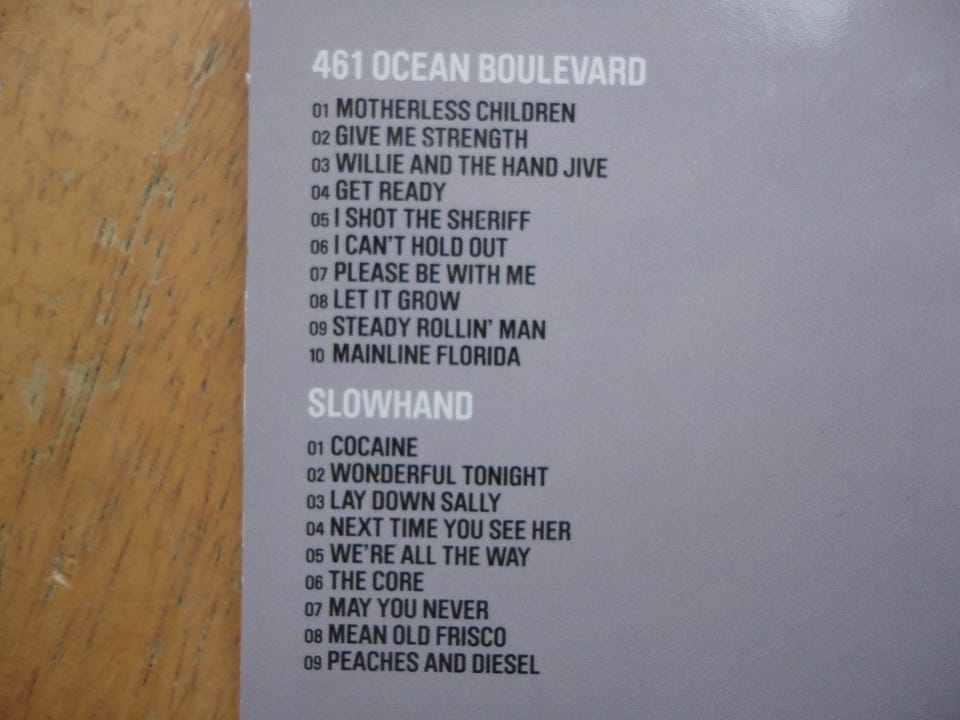 461 OCEAN BOULEVARD
01 MOTHERLESS CHILDREN
02 GIVE ME STRENGTH
03 WILLIE AND THE HAND JIVE
04 GET READY
05 I SHOT THE SHERIFF
06 I CAN'T HOLD OUT
07 PLEASE BE WITH ME
08 LET IT GROW
09 STEADY ROLLIN' MAN
10 MAINLINE FLORIDA
SLOWHAND
01 COCAINE
02 WONDERFUL TONIGHT
03 LAY DOWN SALLY
04 NEXT TIME YOU SEE HER
05 WE'RE ALL THE WAY
06 THE CORE
07 MAY YOU NEVER
08 MEAN OLD FRISCO
09 PEACHES AND DIESEL